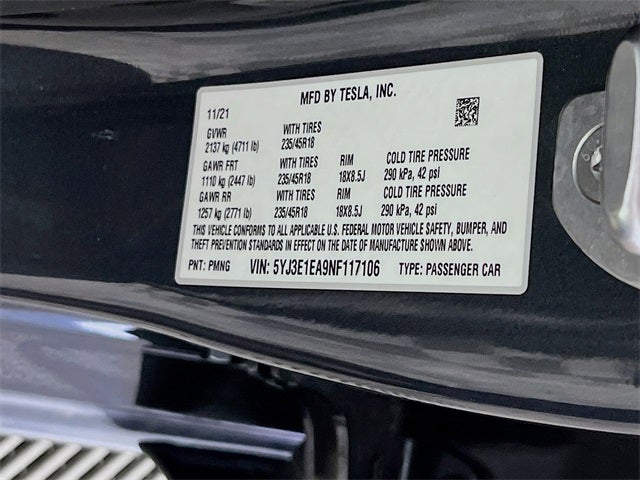 MFD BY TESLA, INC.
11/21
GVWR WITH TIRES
2137 kg (4711 lb) 235/45R18
GAWR FRT WITH TIRES RIM COLD TIRE PRESSURE
1110 kg (2447 lb) 235/45R18 18X8.5J 290 kPa, 42 psi
GAWR RR WITH TIRES RIM COLD TIRE PRESSURE
1257 kg (2771 lb) 235/45R18 18X8.5J 290 kPa, 42 psi
THIS VEHICLE CONFORMS TO ALL APPLICABLE U.S. FEDERAL MOTOR VEHICLE SAFETY, BUMPER, AND
THEFT PREVENTION STANDARDS IN EFFECT ON THE DATE OF MANUFACTURE SHOWN ABOVE.
PNT: PMNG VIN: 5YJ3E1EA9NF117106 TYPE: PASSENGER CAR